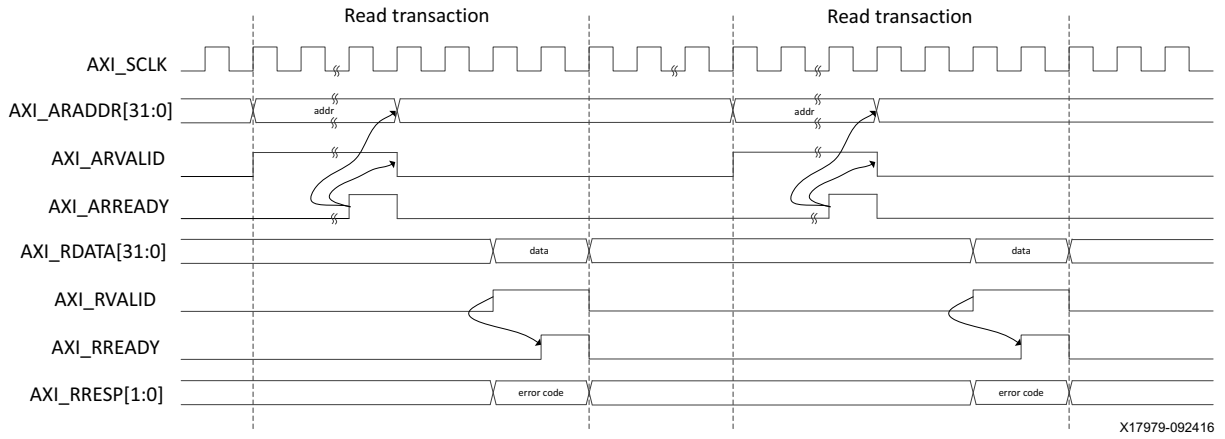 Read transaction Read transaction
AXI_SCLK
AXI_ARADDR[31:0] addr addr
AXI_ARVALID
AXI_ARREADY
AXI_RDATA[31:0] data data
AXI_RVALID
AXI_RREADY
AXI_RRESP[1:0] error code error code
X17979-092416